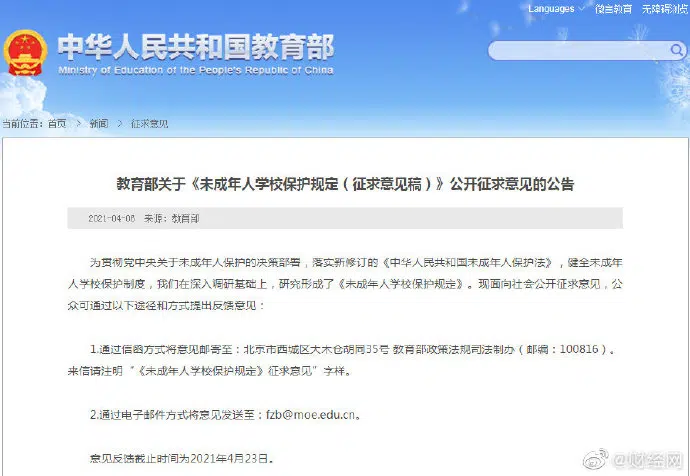 Languages 微言教育 无障碍浏览
中华人民共和国教育部
Ministry of Education of the People's Republic of China
当前位置：首页 > 新闻 > 征求意见
教育部关于《未成年人学校保护规定（征求意见稿）》公开征求意见的公告
2021-04-06 来源：教育部
为贯彻党中央关于未成年人保护的决策部署，落实新修订的《中华人民共和国未成年人保护法》，健全未成年
人学校保护制度，我们在深入调研基础上，研究形成了《未成年人学校保护规定》。现面向社会公开征求意见，公
众可通过以下途径和方式提出反馈意见：
1.通过信函方式将意见邮寄至：北京市西城区大木仓胡同35号 教育部政策法规司法制办（邮编：100816）。
来信请注明“《未成年人学校保护规定》征求意见”字样。
2.通过电子邮件方式将意见发送至：fzb@moe.edu.cn。
意见反馈截止时间为2021年4月23日。
@财经网